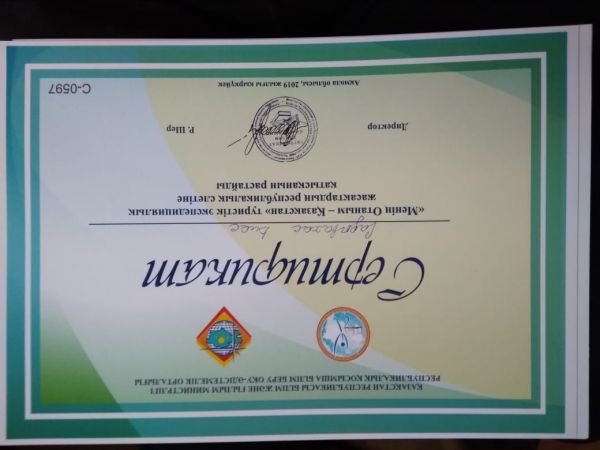 ҚАЗАҚСТАН РЕСПУБЛИКАСЫ БІЛІМ ЖӘНЕ ҒЫЛЫМ МИНИСТРЛІГІ
РЕСПУБЛИКАЛЫҚ ҚОСЫМША БІЛІМ БЕРУ ОҚУ-ӘДІСТЕМЕЛІК ОРТАЛЫҒЫ
Сертификат
«Менің Отаным – Қазақстан» туристік экспедициялық
жасақтардың республикалық слетіне
қатысқанын растайды
Директор Р. Шер
Ақмола облысы, 2019 жылғы қыркүйек
С-0597